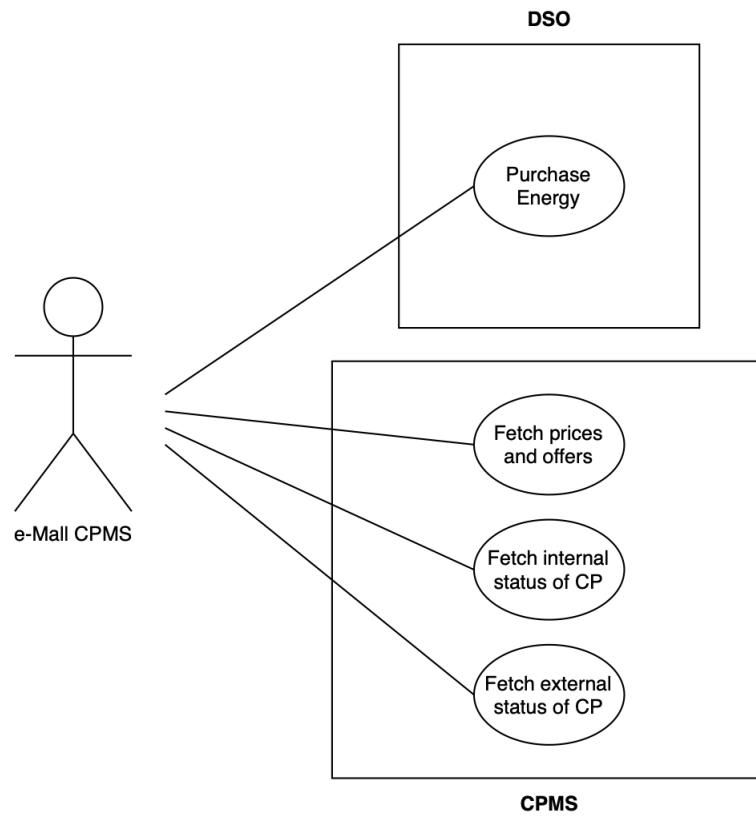 DSO
Purchase
Energy
Fetch prices
and offers
e-Mall CPMS
Fetch internal
status of CP
Fetch external
status of CP
CPMS